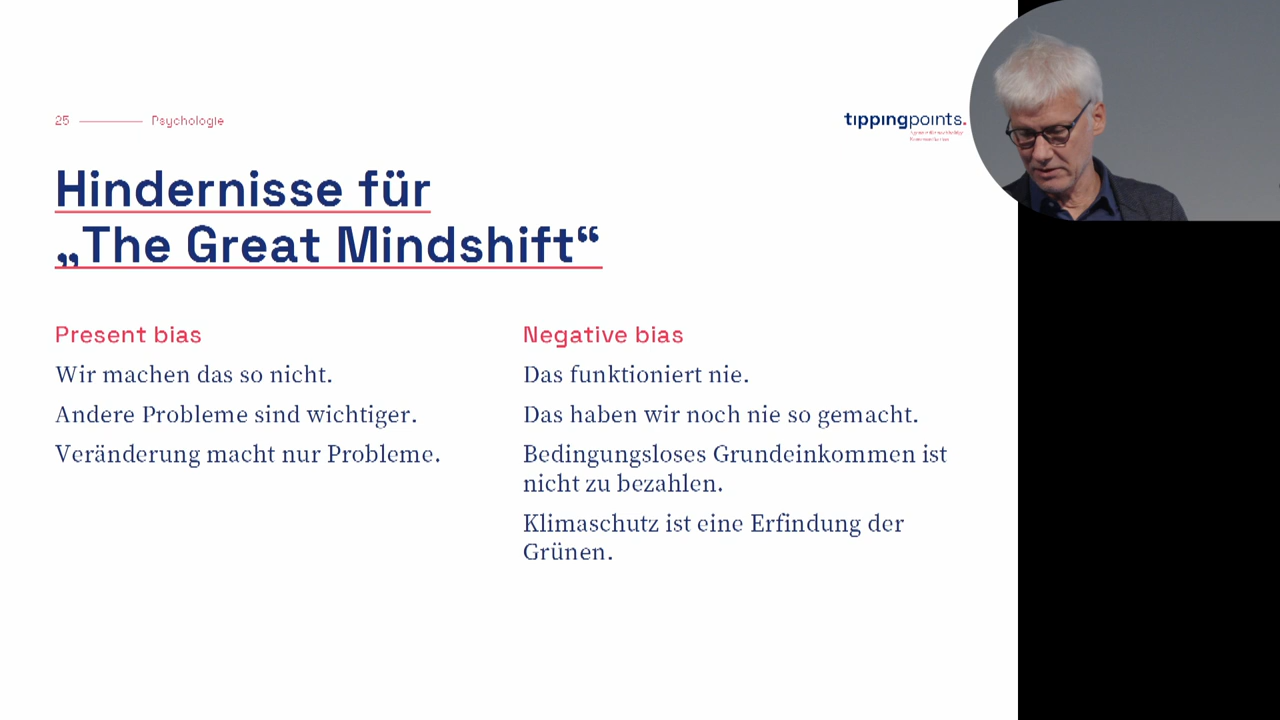 25 Psychologie
tippingpoints.
Hindernisse für
„The Great Mindshift“
Present bias
Wir machen das so nicht.
Andere Probleme sind wichtiger.
Veränderung macht nur Probleme.
Negative bias
Das funktioniert nie.
Das haben wir noch nie so gemacht.
Bedingungsloses Grundeinkommen ist
nicht zu bezahlen.
Klimaschutz ist eine Erfindung der
Grünen.